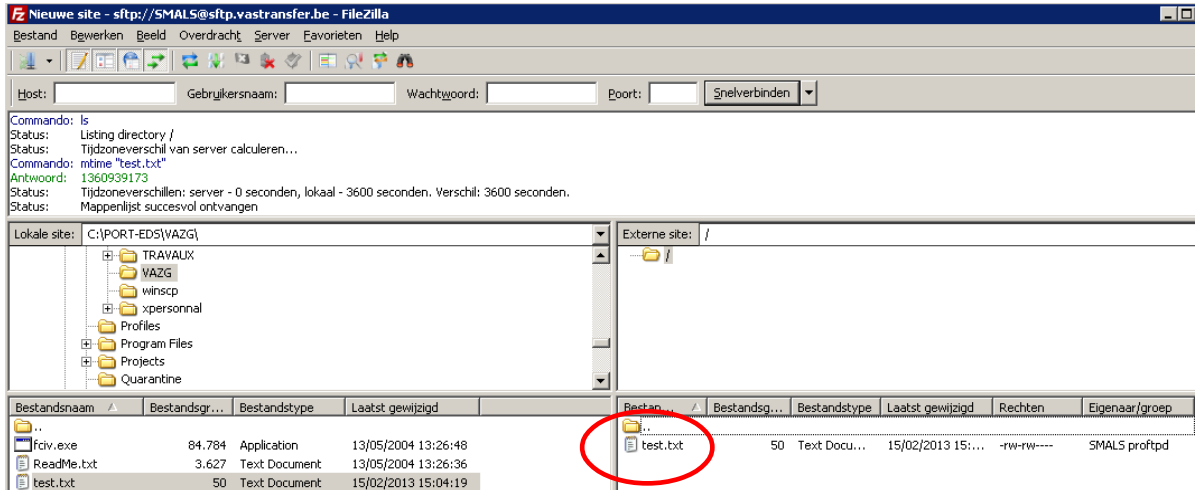 Nieuwe site - sftp://SMALS@sftp.vastransfer.be - FileZilla
Bestand Bewerken Beeld Overdracht Server Favorieten Help
Host: Gebruikersnaam: Wachtwoord: Poort: Snelverbinden
Commando: ls
Status: Listing directory /
Status: Tijdzoneverschil van server calculeren...
Commando: mtime "test.txt"
Antwoord: 1360939173
Status: Tijdzoneverschillen: server - 0 seconden, lokaal - 3600 seconden. Verschil: 3600 seconden.
Status: Mappenlijst succesvol ontvangen
Lokale site: C:\PORT-EDS\VAZG\
TRAVAUX
VAZG
winscp
xpersonnal
Profiles
Program Files
Projects
Quarantine
Externe site: /
/
Bestandsnaam Bestandsgr... Bestandstype Laatst gewijzigd
..
fciv.exe 84.784 Application 13/05/2004 13:26:48
ReadMe.txt 3.627 Text Document 13/05/2004 13:26:36
test.txt 50 Text Document 15/02/2013 15:04:19
Bestan... Bestandsg... Bestandstype Laatst gewijzigd Rechten Eigenaar/groep
..
test.txt 50 Text Docu... 15/02/2013 15:... -rw-rw---- SMALS proftpd